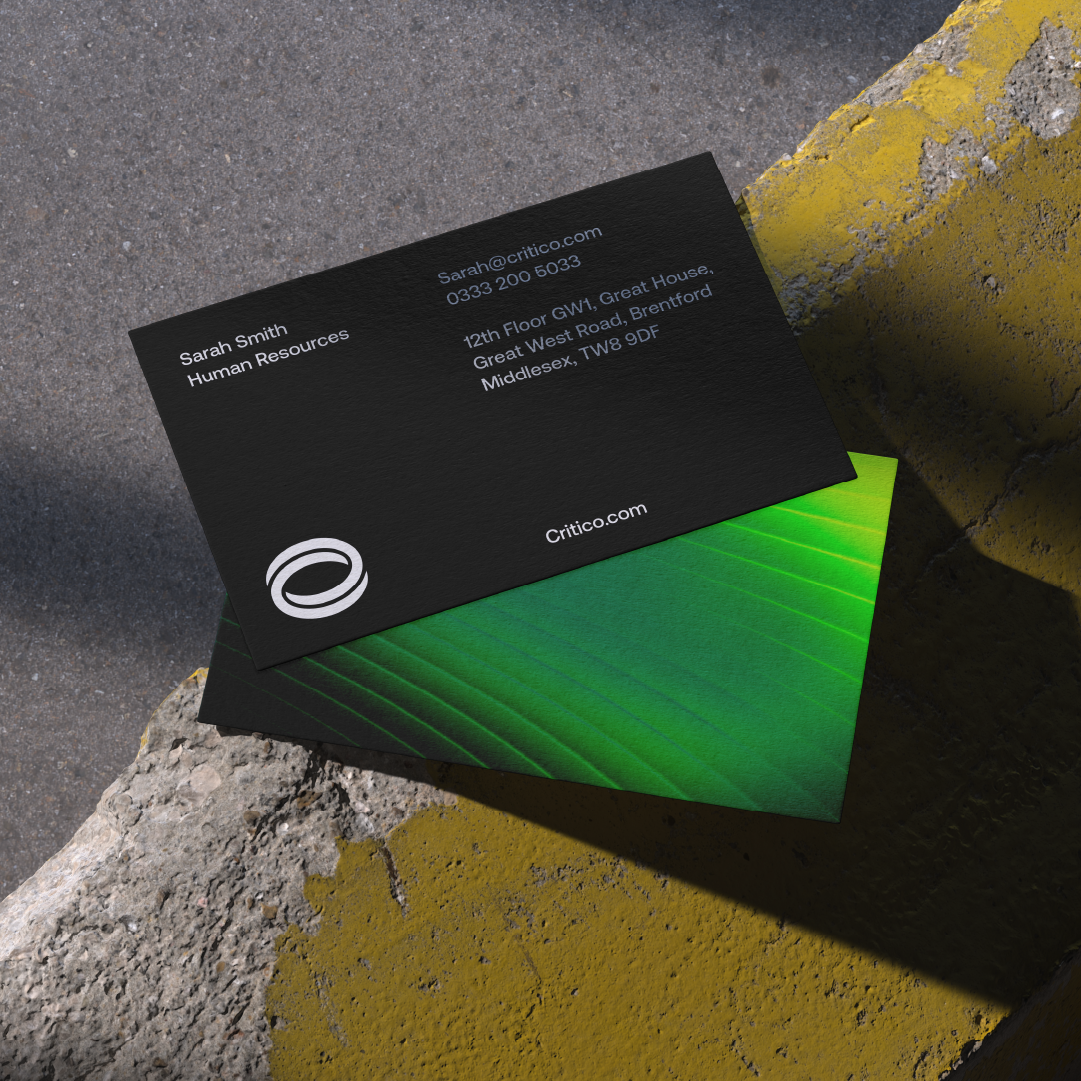 Sarah@critico.com
0333 200 5033
Sarah Smith
Human Resources
12th Floor GW1, Great House,
Great West Road, Brentford
Middlesex, TW8 9DF
Critico.com